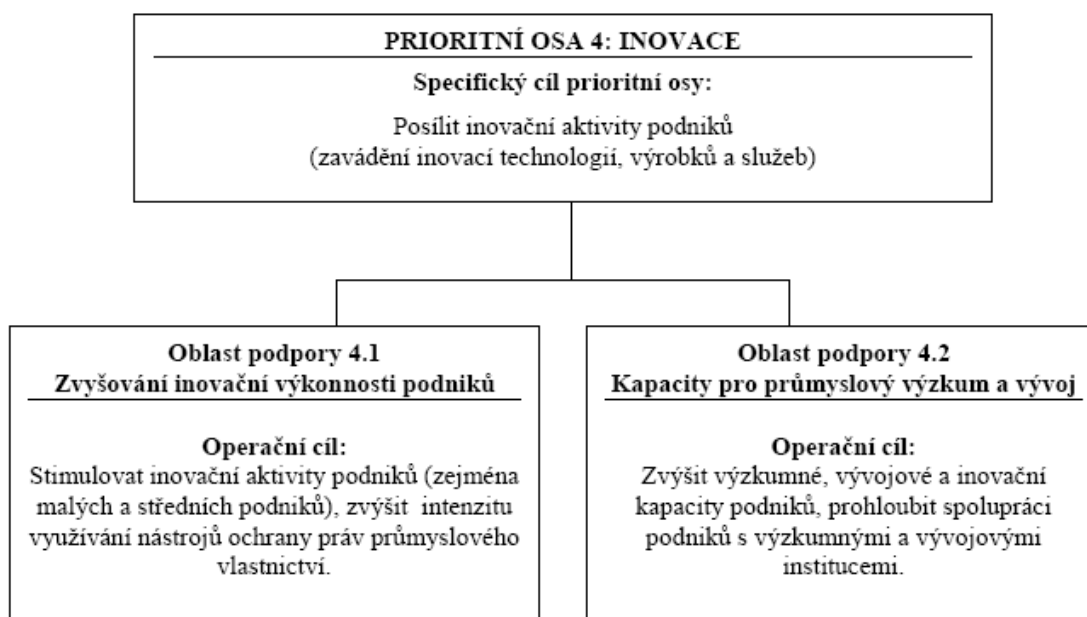 PRIORITNÍ OSA 4: INOVACE
Specifický cíl prioritní osy:
Posílit inovační aktivity podniků
(zavádění inovací technologií, výrobků a služeb)
Oblast podpory 4.1
Zvyšování inovační výkonnosti podniků
Operační cíl:
Stimulovat inovační aktivity podniků (zejména
malých a středních podniků), zvýšit intenzitu
využívání nástrojů ochrany práv průmyslového
vlastnictví.
Oblast podpory 4.2
Kapacity pro průmyslový výzkum a vývoj
Operační cíl:
Zvýšit výzkumné, vývojové a inovační
kapacity podniků, prohloubit spolupráci
podniků s výzkumnými a vývojovými
institucemi.